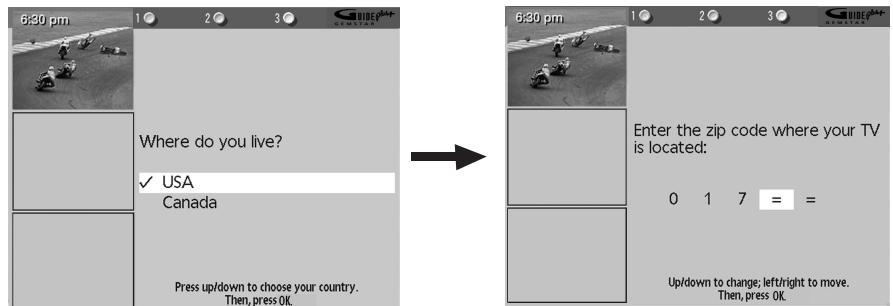 6:30 pm
1 2 3
GUIDE Plus+
GEMSTAR
Where do you live?
✓ USA
Canada
Press up/down to choose your country.
Then, press OK.
6:30 pm
1 2 3
GUIDE Plus+
GEMSTAR
Enter the zip code where your TV
is located:
0 1 7 = =
Up/down to change; left/right to move.
Then, press OK.